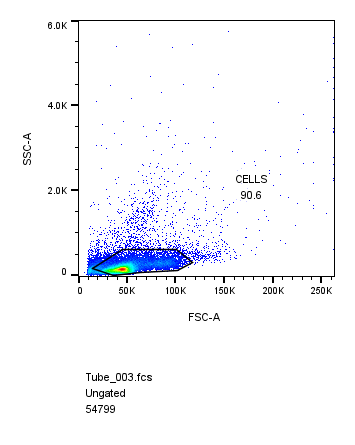 6.0K
4.0K
2.0K
0
SSC-A
CELLS
90.6
0 50K 100K 150K 200K 250K
FSC-A
Tube_003.fcs
Ungated
54799